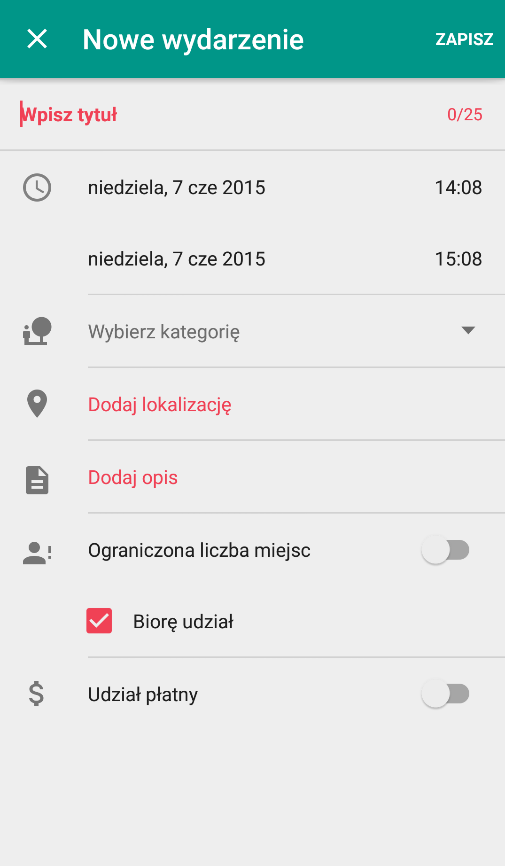 Nowe wydarzenie ZAPISZ
Wpisz tytuł 0/25
niedziela, 7 cze 2015 14:08
niedziela, 7 cze 2015 15:08
Wybierz kategorię
Dodaj lokalizację
Dodaj opis
Ograniczona liczba miejsc
Biorę udział
Udział płatny